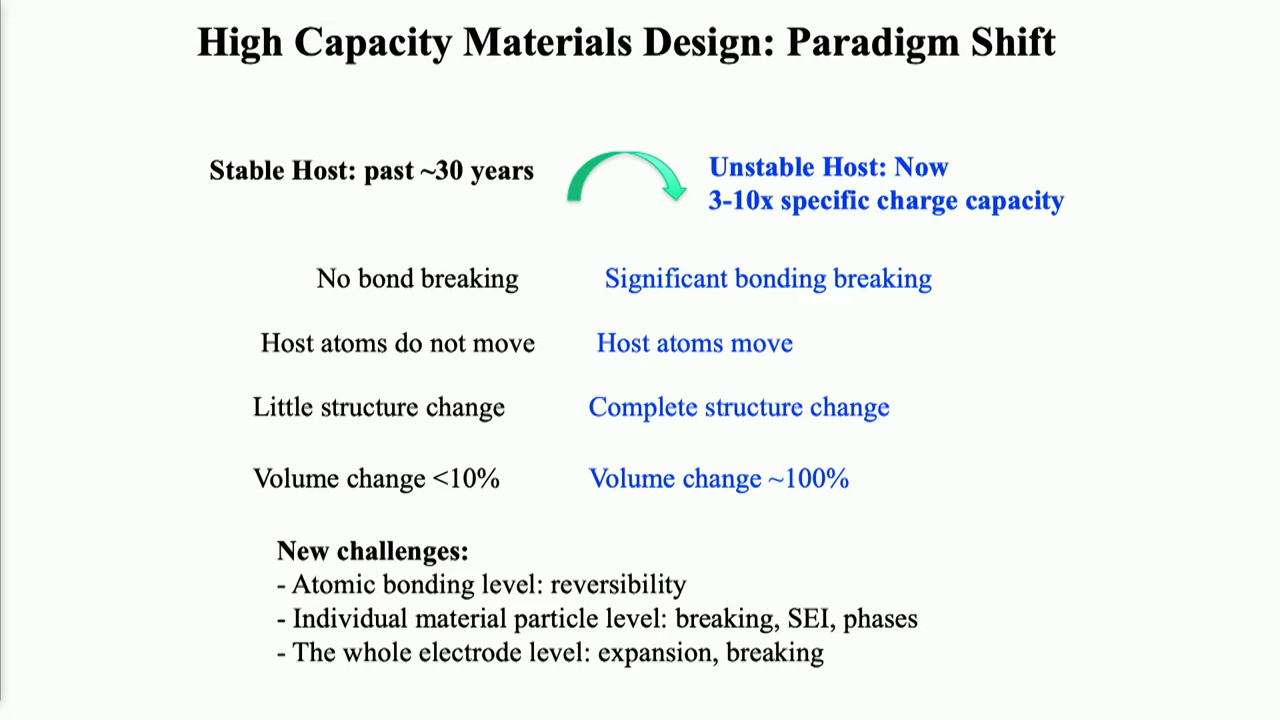 High Capacity Materials Design: Paradigm Shift
Stable Host: past ~30 years
Unstable Host: Now
3-10x specific charge capacity
No bond breaking
Significant bonding breaking
Host atoms do not move
Host atoms move
Little structure change
Complete structure change
Volume change <10%
Volume change ~100%
New challenges:
- Atomic bonding level: reversibility
- Individual material particle level: breaking, SEI, phases
- The whole electrode level: expansion, breaking